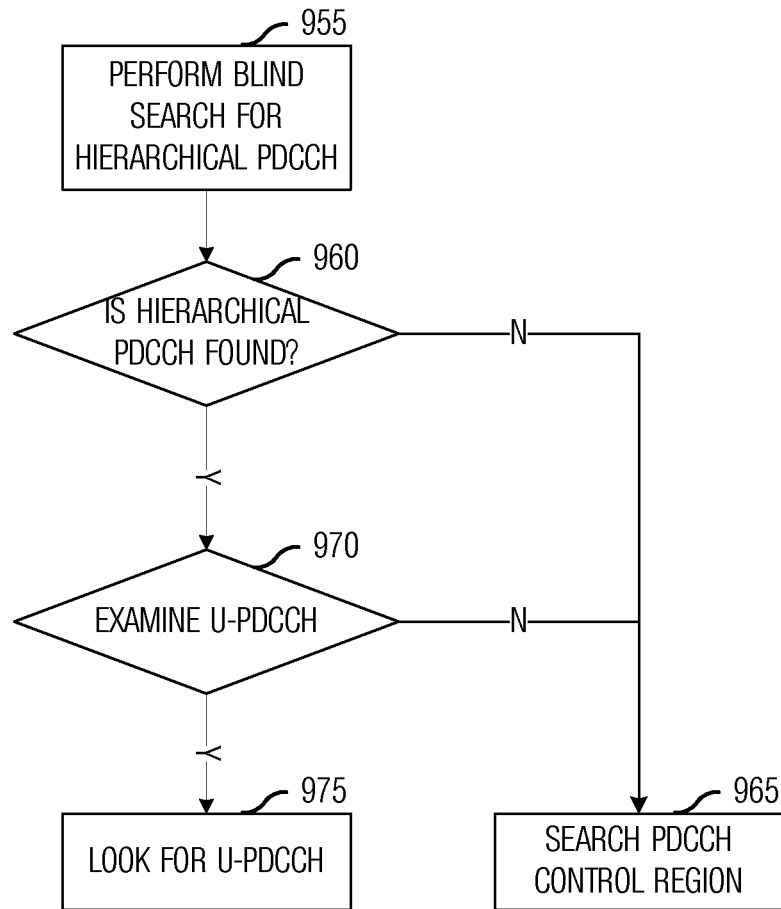 955
PERFORM BLIND
SEARCH FOR
HIERARCHICAL PDCCH
960
IS HIERARCHICAL
PDCCH FOUND?
N
Y
970
EXAMINE U-PDCCH
N
Y
975
LOOK FOR U-PDCCH
965
SEARCH PDCCH
CONTROL REGION